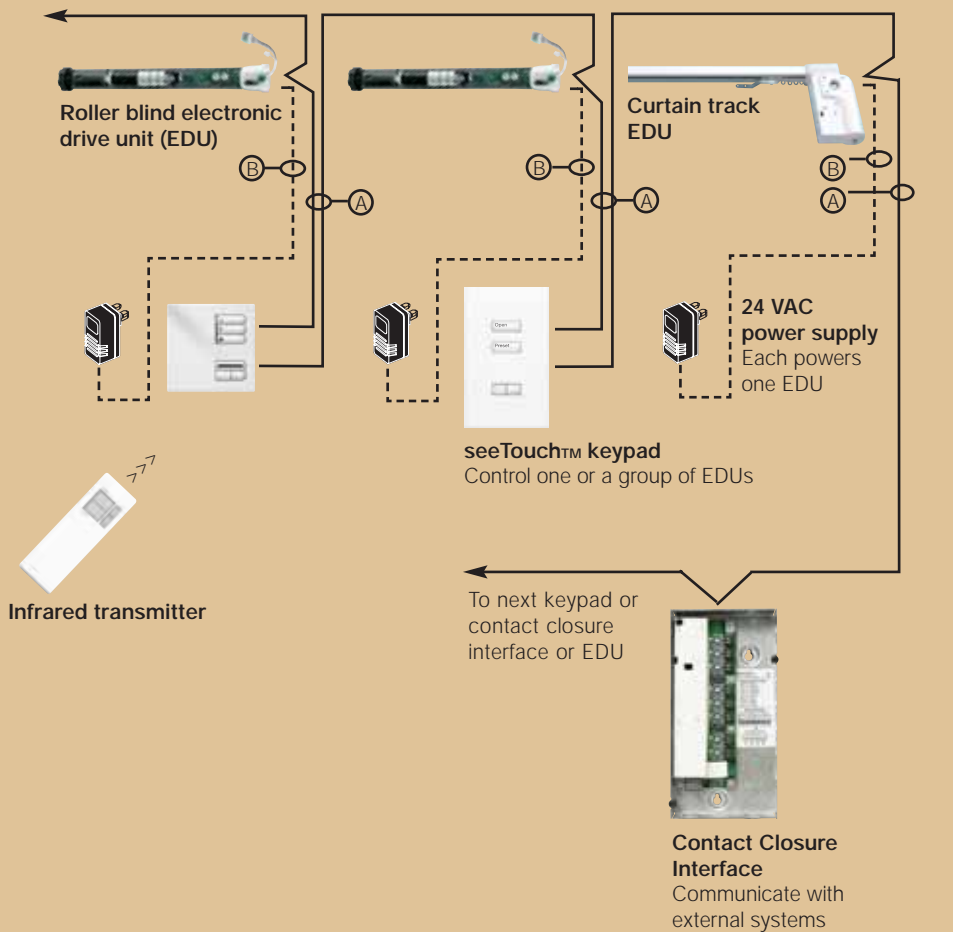 Roller blind electronic
drive unit (EDU)
Curtain track
EDU
B
A
B
A
B
A
24 VAC
power supply
Each powers
one EDU
Open
Preset
seeTouch™ keypad
Control one or a group of EDUs
Infrared transmitter
To next keypad or
contact closure
interface or EDU
Contact Closure
Interface
Communicate with
external systems